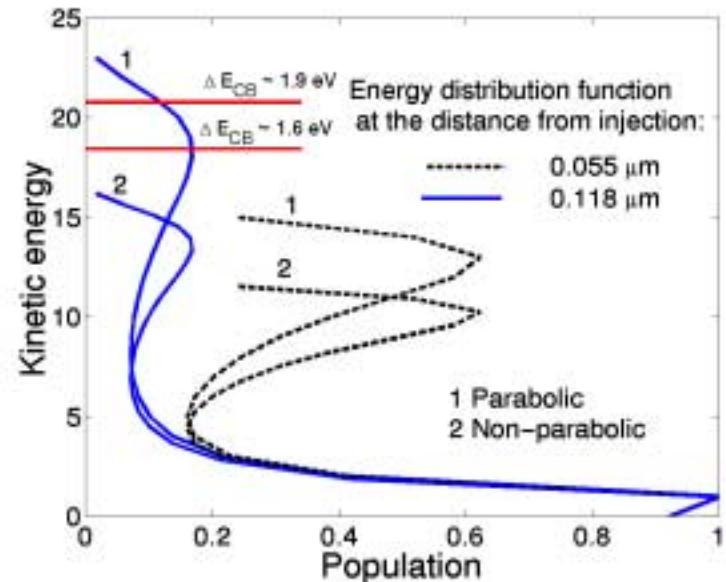 25
20
15
10
5
0
Kinetic energy
1
Δ E_CB ~ 1.9 eV
Δ E_CB ~ 1.6 eV
2
Energy distribution function
at the distance from injection:
0.055 μm
0.118 μm
1
2
1 Parabolic
2 Non-parabolic
0 0.2 0.4 0.6 0.8 1
Population